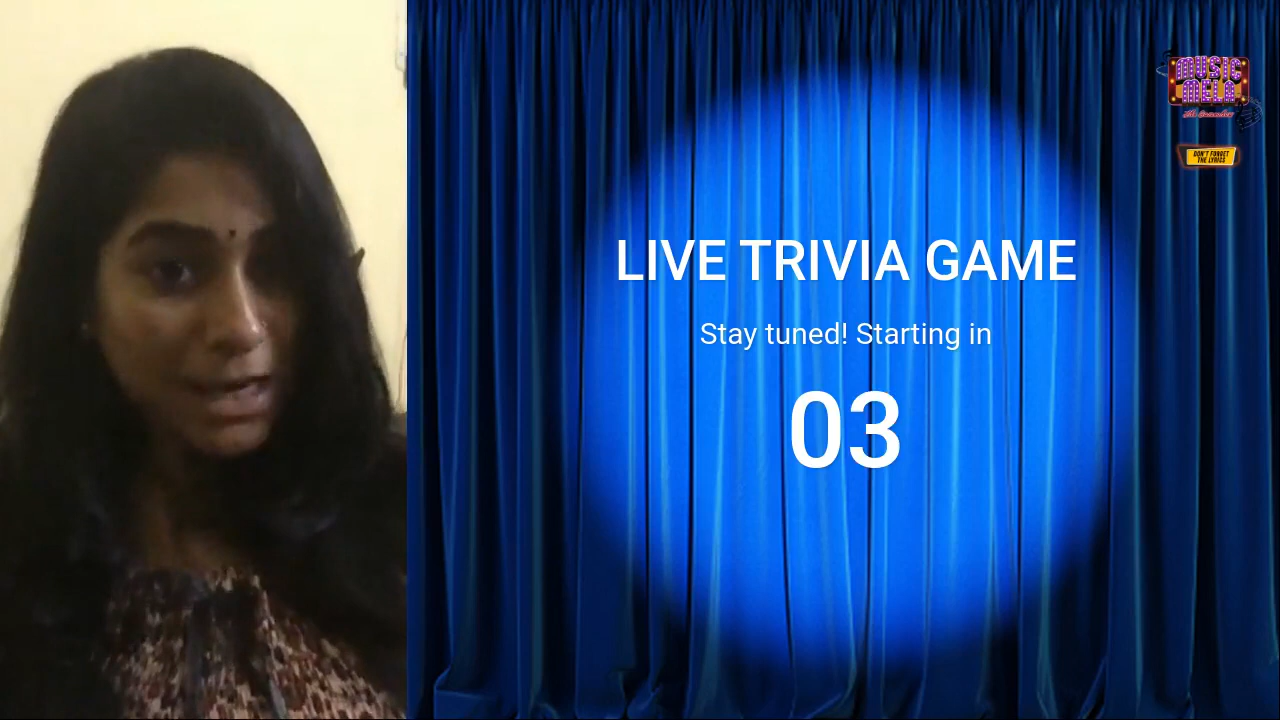 MUSIC
MELA
DON'T FORGET
THE LYRICS
LIVE TRIVIA GAME
Stay tuned! Starting in
03